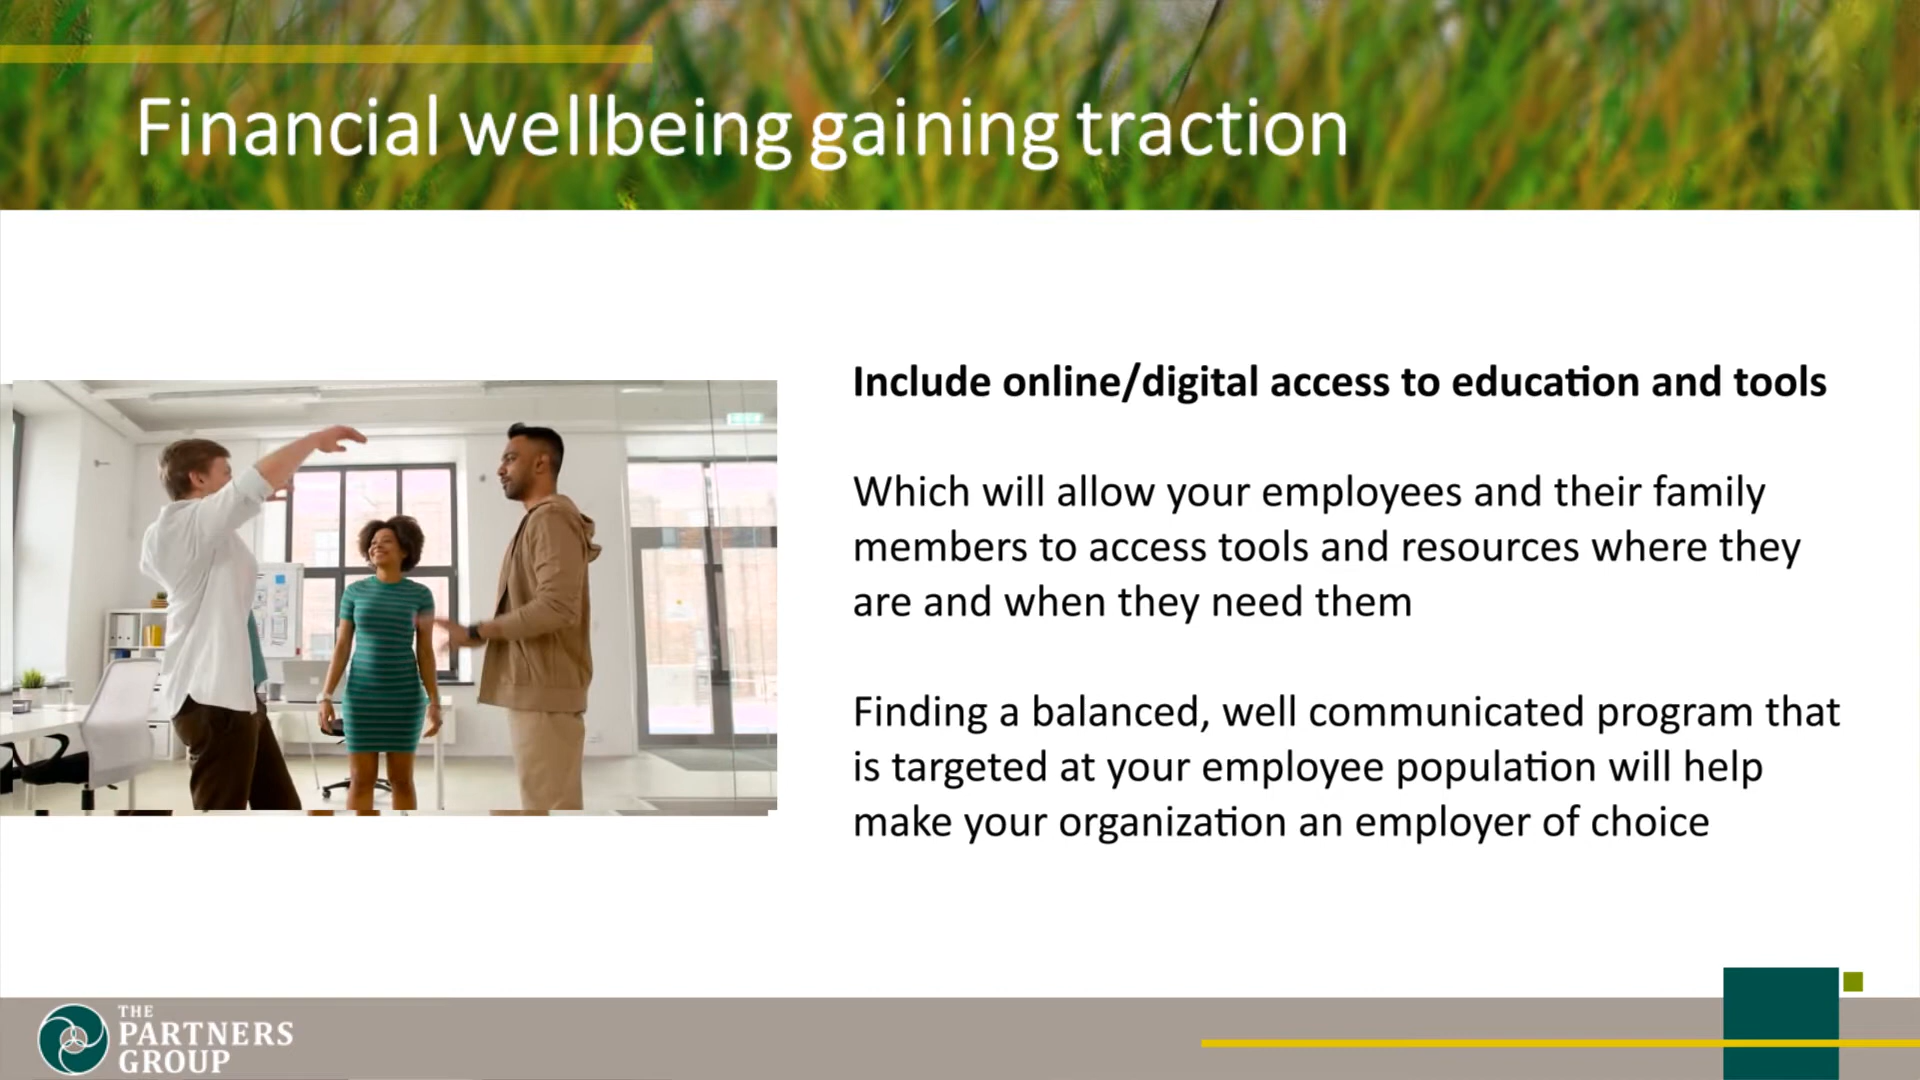 Financial wellbeing gaining traction
Include online/digital access to education and tools
Which will allow your employees and their family
members to access tools and resources where they
are and when they need them
Finding a balanced, well communicated program that
is targeted at your employee population will help
make your organization an employer of choice
THE
PARTNERS
GROUP